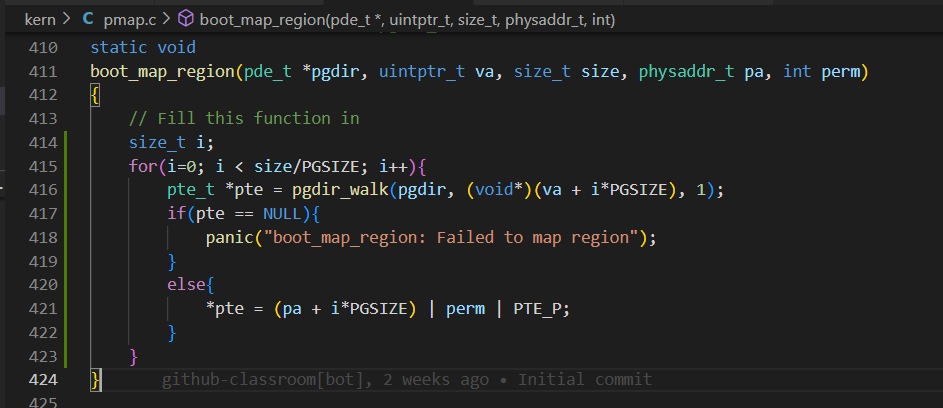 kern > C pmap.c > boot_map_region(pde_t *, uintptr_t, size_t, physaddr_t, int)
410 static void
411 boot_map_region(pde_t *pgdir, uintptr_t va, size_t size, physaddr_t pa, int perm)
412 {
413     // Fill this function in
414     size_t i;
415     for(i=0; i < size/PGSIZE; i++){
416         pte_t *pte = pgdir_walk(pgdir, (void*)(va + i*PGSIZE), 1);
417         if(pte == NULL){
418             panic("boot_map_region: Failed to map region");
419         }
420         else{
421             *pte = (pa + i*PGSIZE) | perm | PTE_P;
422         }
423     }
424 }      github-classroom[bot], 2 weeks ago • Initial commit
425